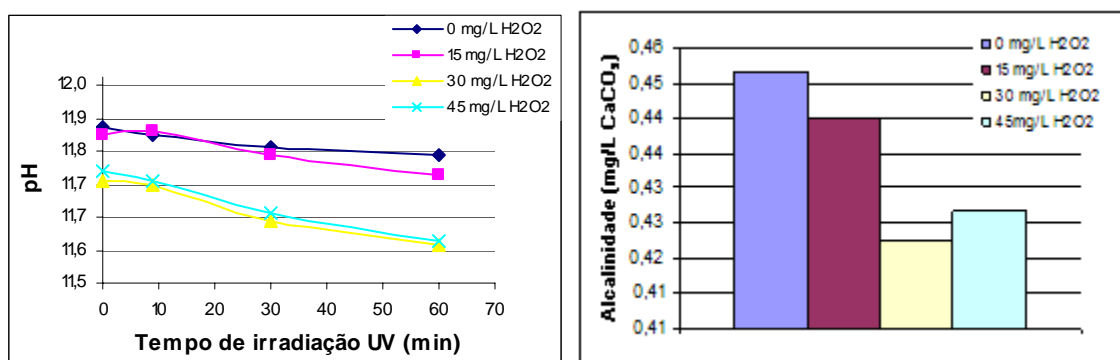 0 mg/L H2O2
15 mg/L H2O2
30 mg/L H2O2
45 mg/L H2O2
12,0
11,9
11,8
11,7
11,7
11,6
11,5
pH
0 10 20 30 40 50 60 70
Tempo de irradiação UV (min)
0 mg/L H2O2
15 mg/L H2O2
30 mg/L H2O2
45mg/L H2O2
0,46
0,45
0,44
0,44
0,43
0,43
0,42
0,41
0,41
Alcalinidade (mg/L CaCO₃)